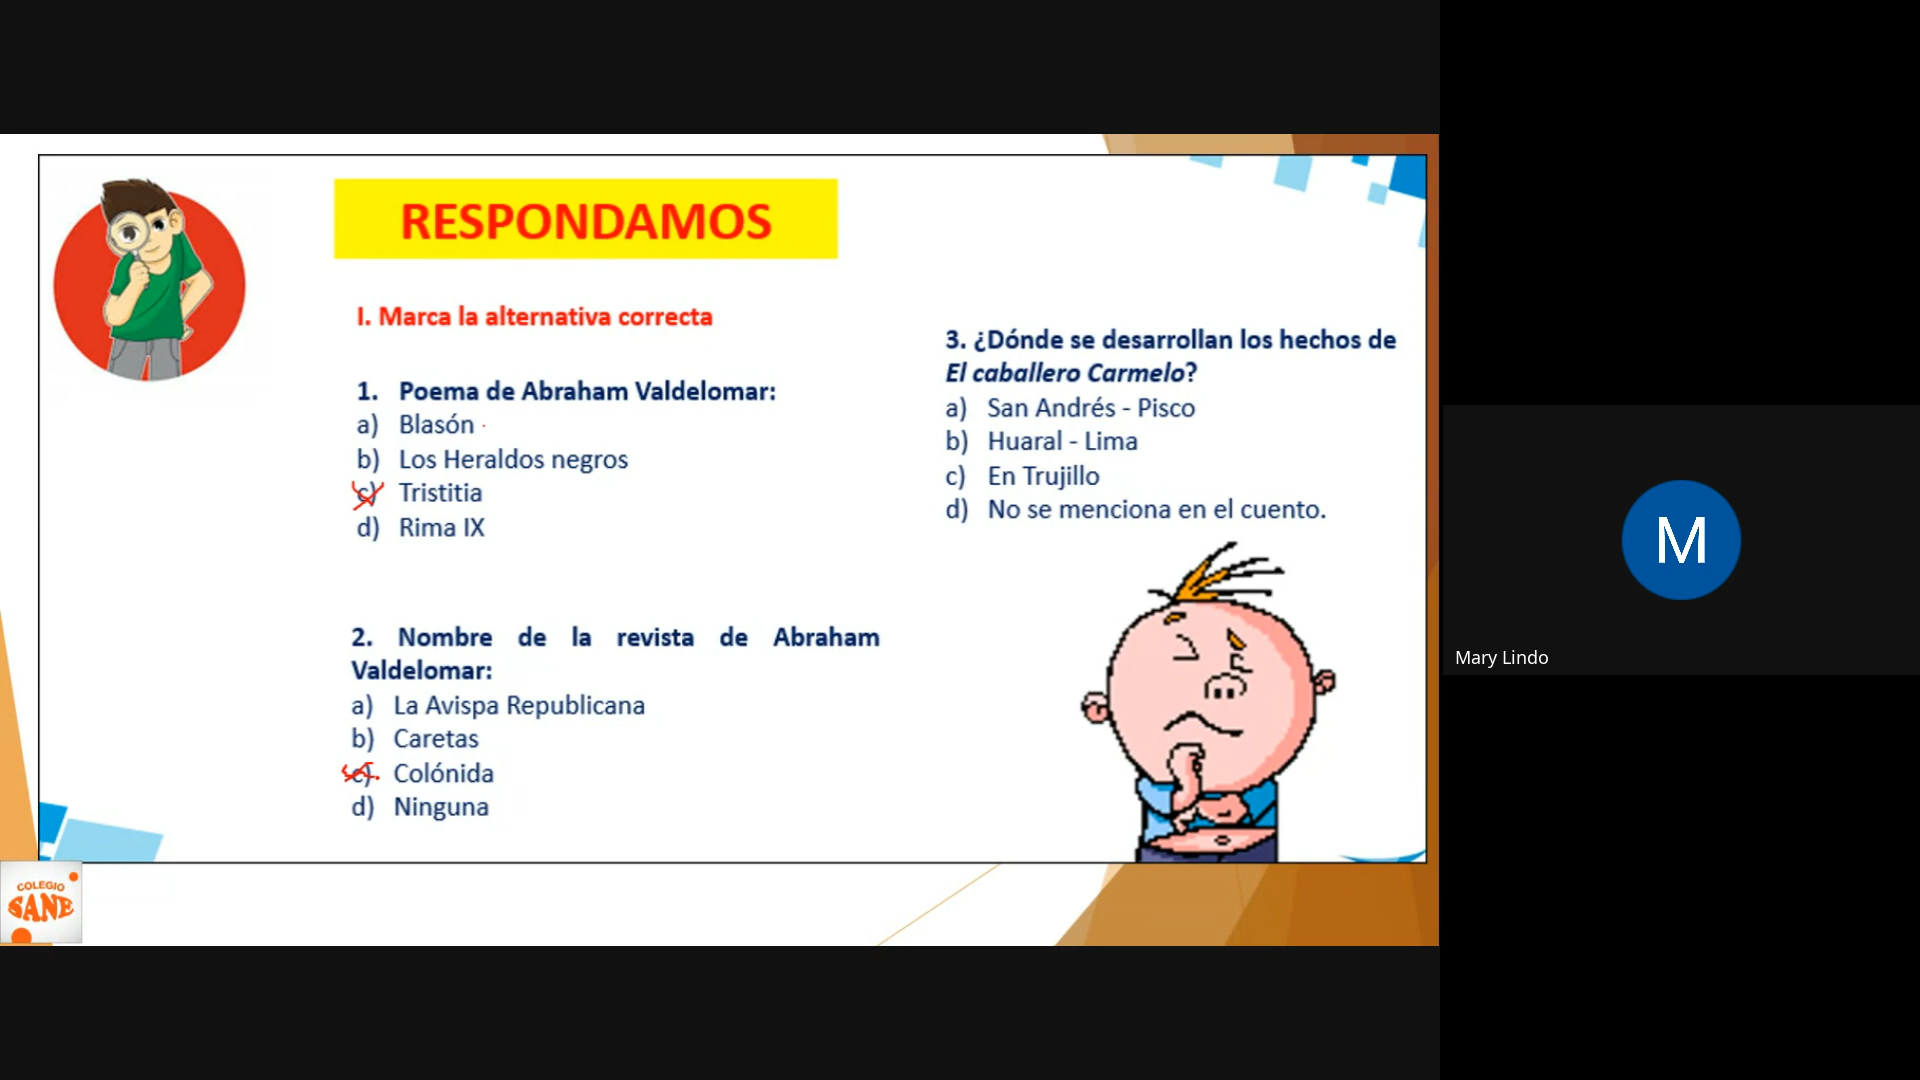 RESPONDAMOS
I. Marca la alternativa correcta
1. Poema de Abraham Valdelomar:
a) Blasón
b) Los Heraldos negros
c) Tristitia
d) Rima IX
2. Nombre de la revista de Abraham
Valdelomar:
a) La Avispa Republicana
b) Caretas
c) Colónida
d) Ninguna
3. ¿Dónde se desarrollan los hechos de
El caballero Carmelo?
a) San Andrés - Pisco
b) Huaral - Lima
c) En Trujillo
d) No se menciona en el cuento.
COLEGIO
SANE
M
Mary Lindo